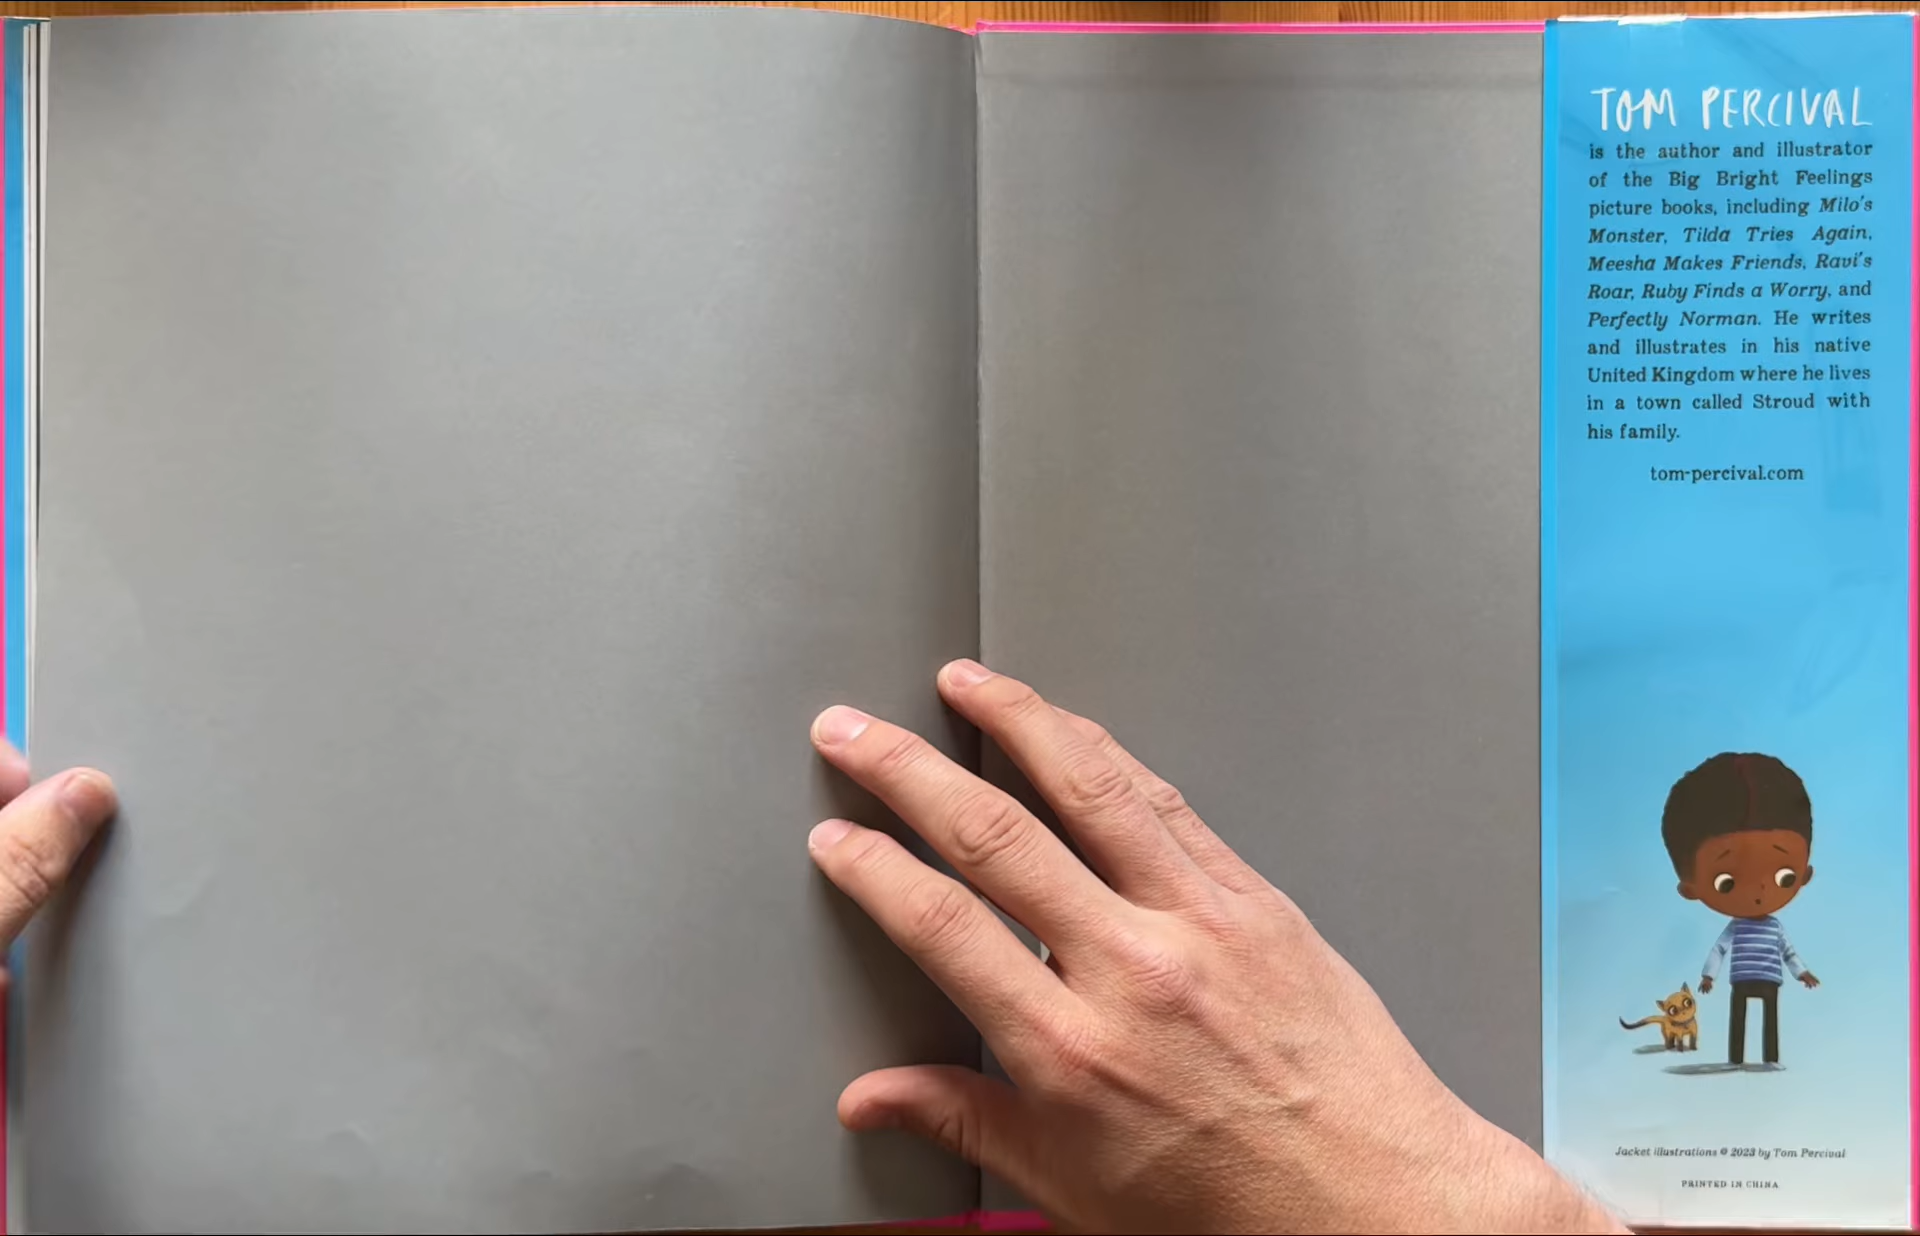 TOM PERCIVAL
is the author and illustrator
of the Big Bright Feelings
picture books, including Milo's
Monster, Tilda Tries Again,
Meesha Makes Friends, Ravi's
Roar, Ruby Finds a Worry, and
Perfectly Norman. He writes
and illustrates in his native
United Kingdom where he lives
in a town called Stroud with
his family.
tom-percival.com
Jacket illustrations © 2023 by Tom Percival
PRINTED IN CHINA